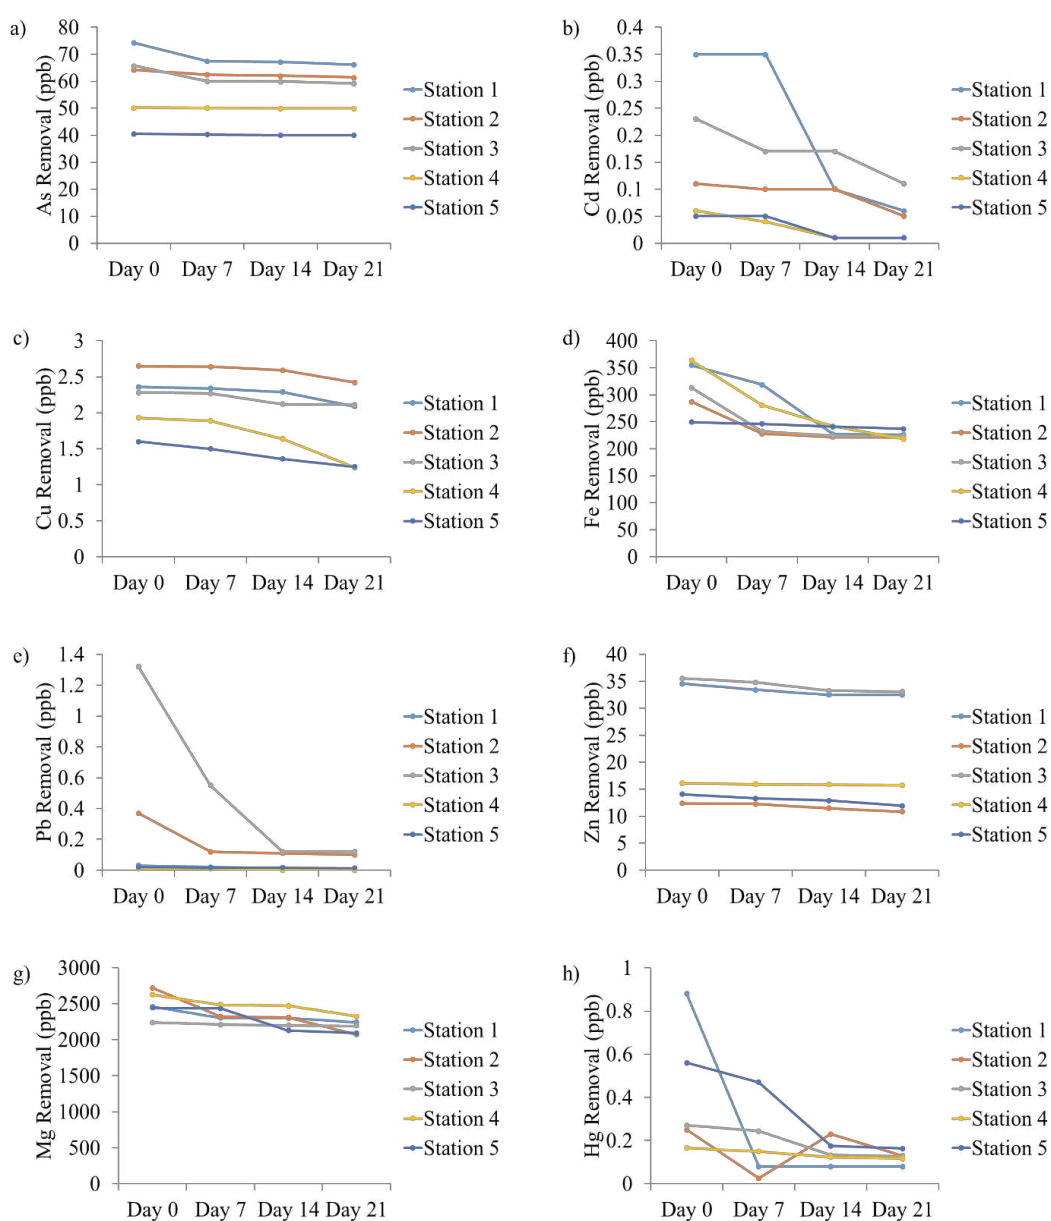 a)
As Removal (ppb)
80
70
60
50
40
30
20
10
0
Day 0 Day 7 Day 14 Day 21
Station 1
Station 2
Station 3
Station 4
Station 5
b)
Cd Removal (ppb)
0.4
0.35
0.3
0.25
0.2
0.15
0.1
0.05
0
Day 0 Day 7 Day 14 Day 21
Station 1
Station 2
Station 3
Station 4
Station 5
c)
Cu Removal (ppb)
3
2.5
2
1.5
1
0.5
0
Day 0 Day 7 Day 14 Day 21
Station 1
Station 2
Station 3
Station 4
Station 5
d)
Fe Removal (ppb)
400
350
300
250
200
150
100
50
0
Day 0 Day 7 Day 14 Day 21
Station 1
Station 2
Station 3
Station 4
Station 5
e)
Pb Removal (ppb)
1.4
1.2
1
0.8
0.6
0.4
0.2
0
Day 0 Day 7 Day 14 Day 21
Station 1
Station 2
Station 3
Station 4
Station 5
f)
Zn Removal (ppb)
40
35
30
25
20
15
10
5
0
Day 0 Day 7 Day 14 Day 21
Station 1
Station 2
Station 3
Station 4
Station 5
g)
Mg Removal (ppb)
3000
2500
2000
1500
1000
500
0
Day 0 Day 7 Day 14 Day 21
Station 1
Station 2
Station 3
Station 4
Station 5
h)
Hg Removal (ppb)
1
0.8
0.6
0.4
0.2
0
Day 0 Day 7 Day 14 Day 21
Station 1
Station 2
Station 3
Station 4
Station 5